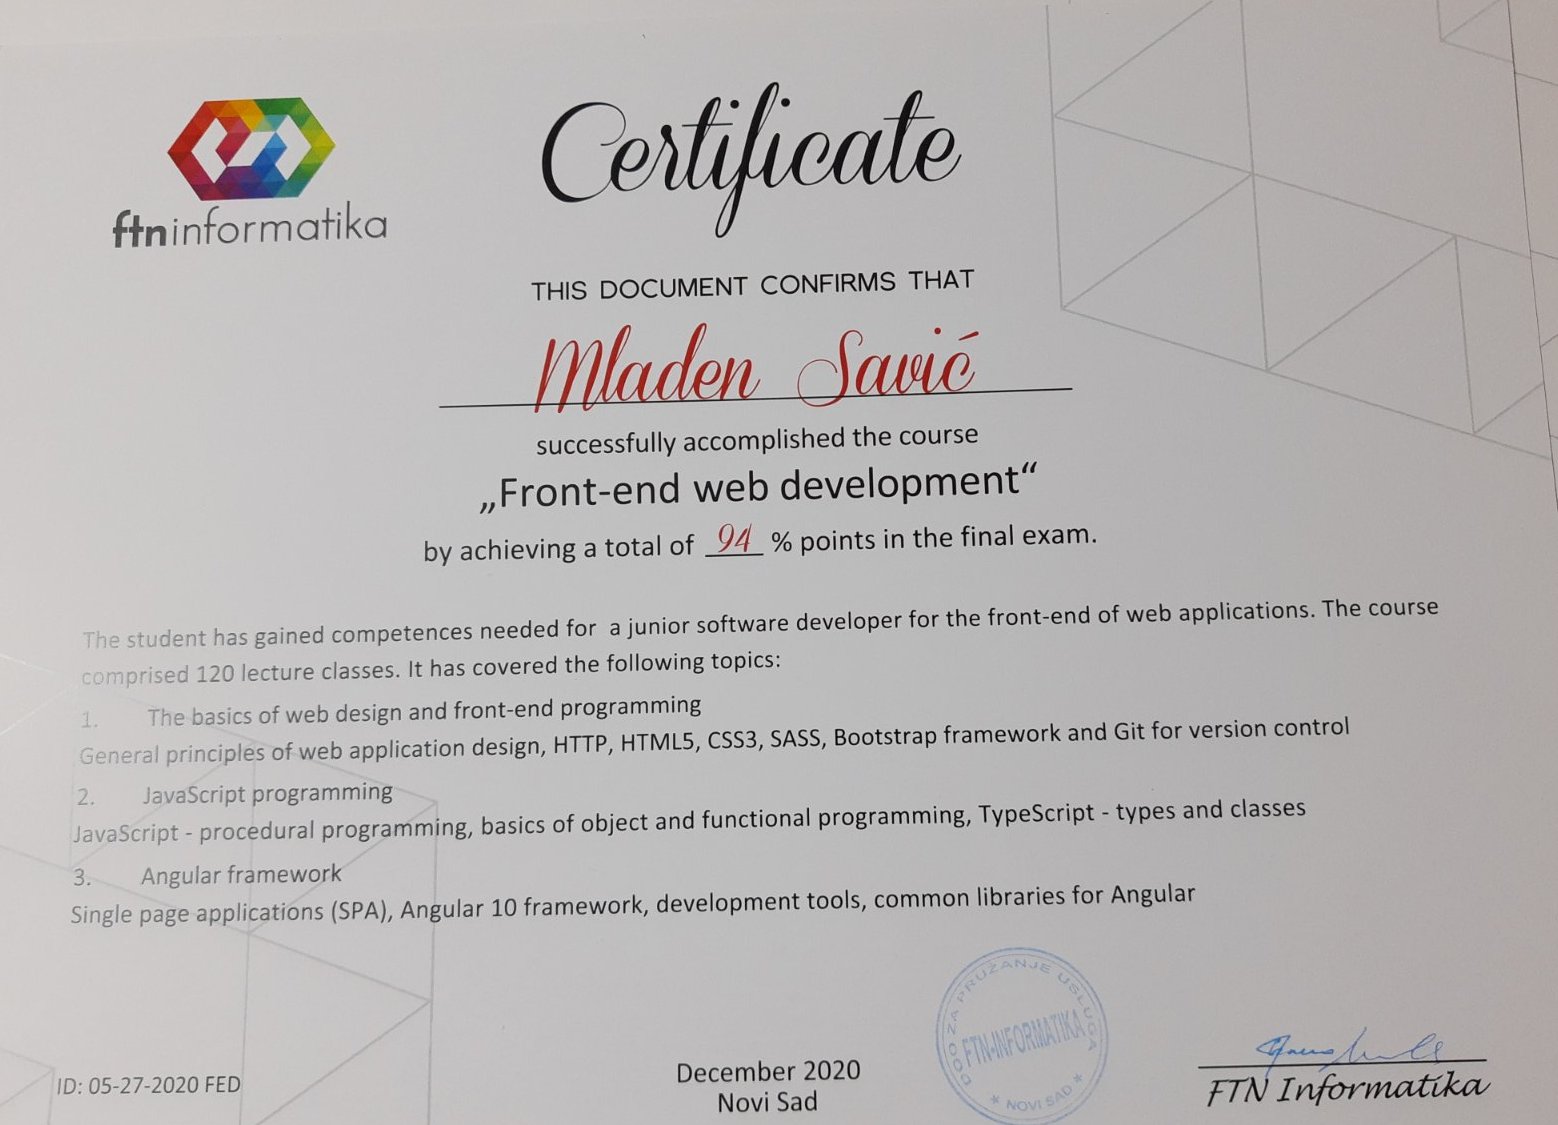 ftninformatika
Certificate
THIS DOCUMENT CONFIRMS THAT
Mladen Savić
successfully accomplished the course
„Front-end web development“
by achieving a total of 94 % points in the final exam.
The student has gained competences needed for a junior software developer for the front-end of web applications. The course
comprised 120 lecture classes. It has covered the following topics:
1. The basics of web design and front-end programming
General principles of web application design, HTTP, HTML5, CSS3, SASS, Bootstrap framework and Git for version control
2. JavaScript programming
JavaScript - procedural programming, basics of object and functional programming, TypeScript - types and classes
3. Angular framework
Single page applications (SPA), Angular 10 framework, development tools, common libraries for Angular
ID: 05-27-2020 FED
December 2020
Novi Sad
DOO ZA PRUŽANJE USLUGA
FTN-INFORMATIKA
* NOVI SAD *
FTN Informatika